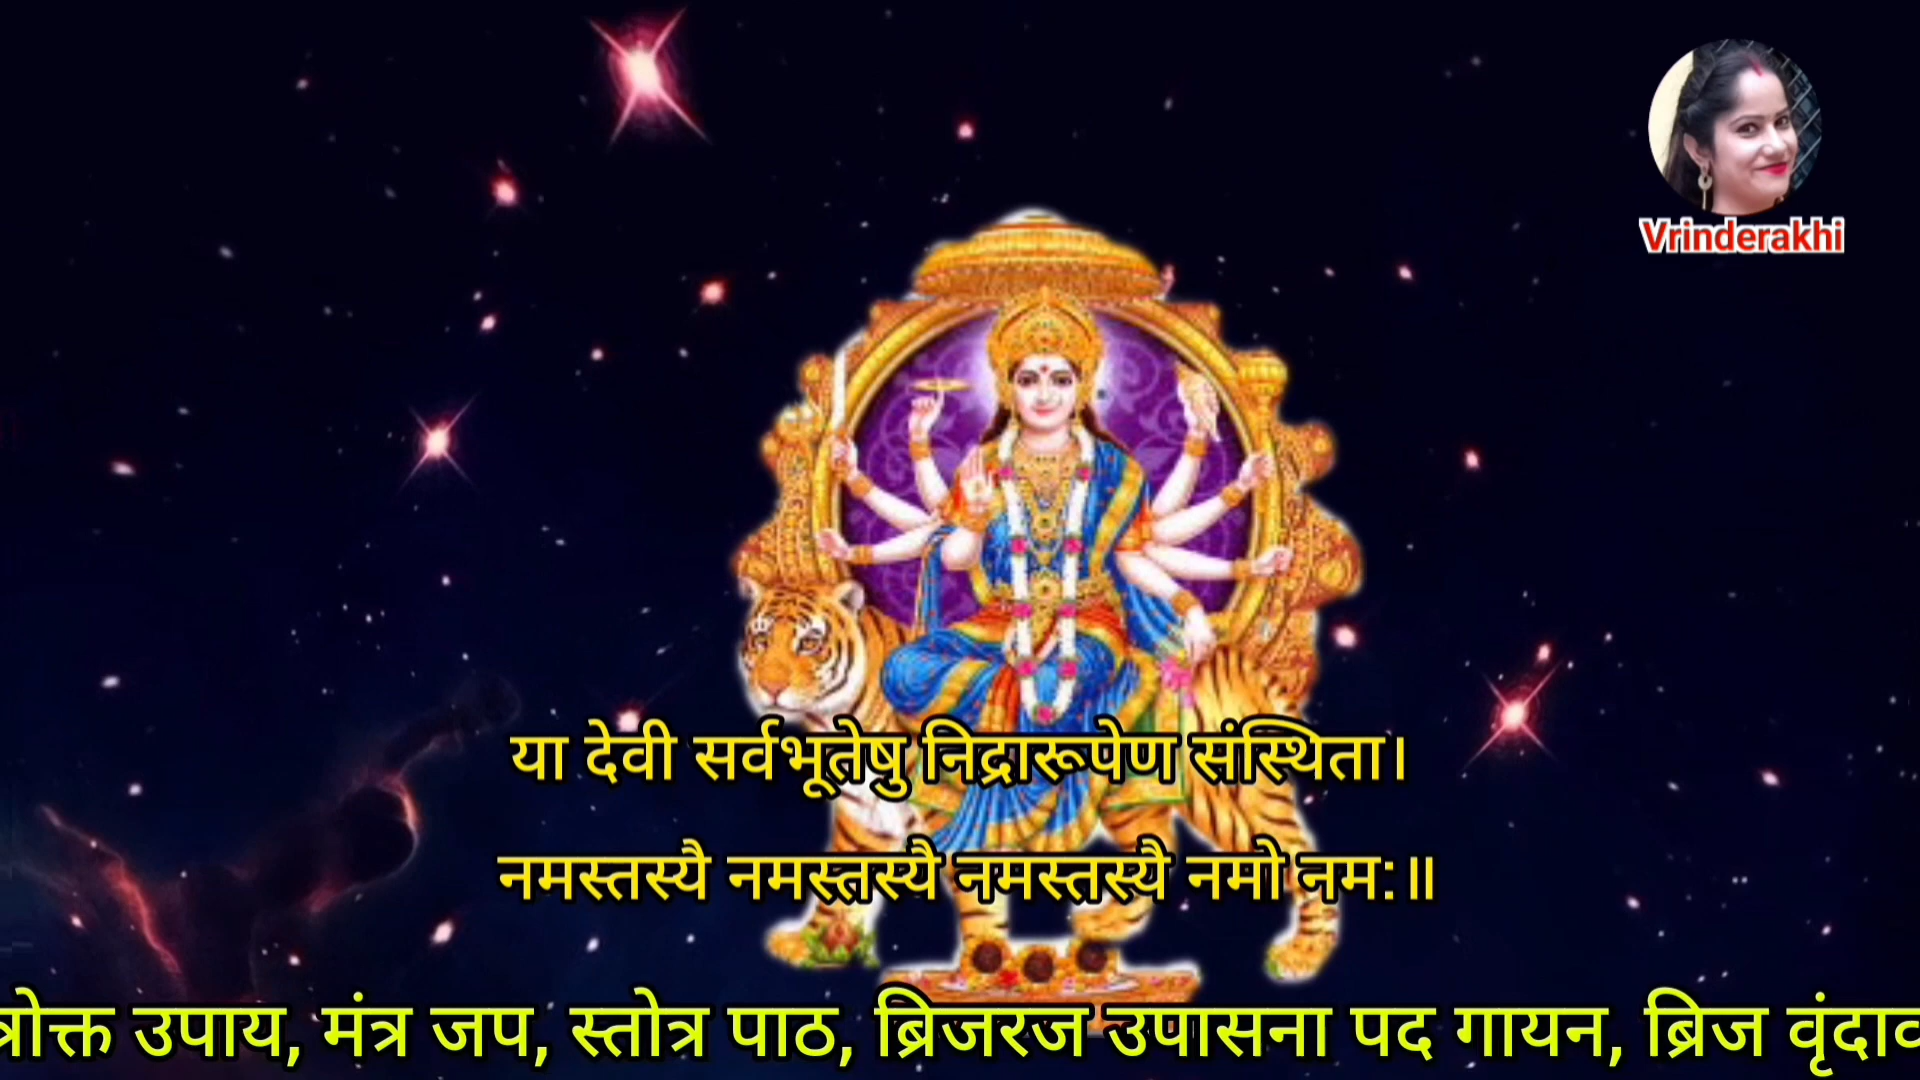 Vrinderakhi
या देवी सर्वभूतेषु निद्रारूपेण संस्थिता।
नमस्तस्यै नमस्तस्यै नमस्तस्यै नमो नम:॥
उपाय, मंत्र जप, स्तोत्र पाठ, ब्रिजरज उपासना पद गायन, ब्रिज